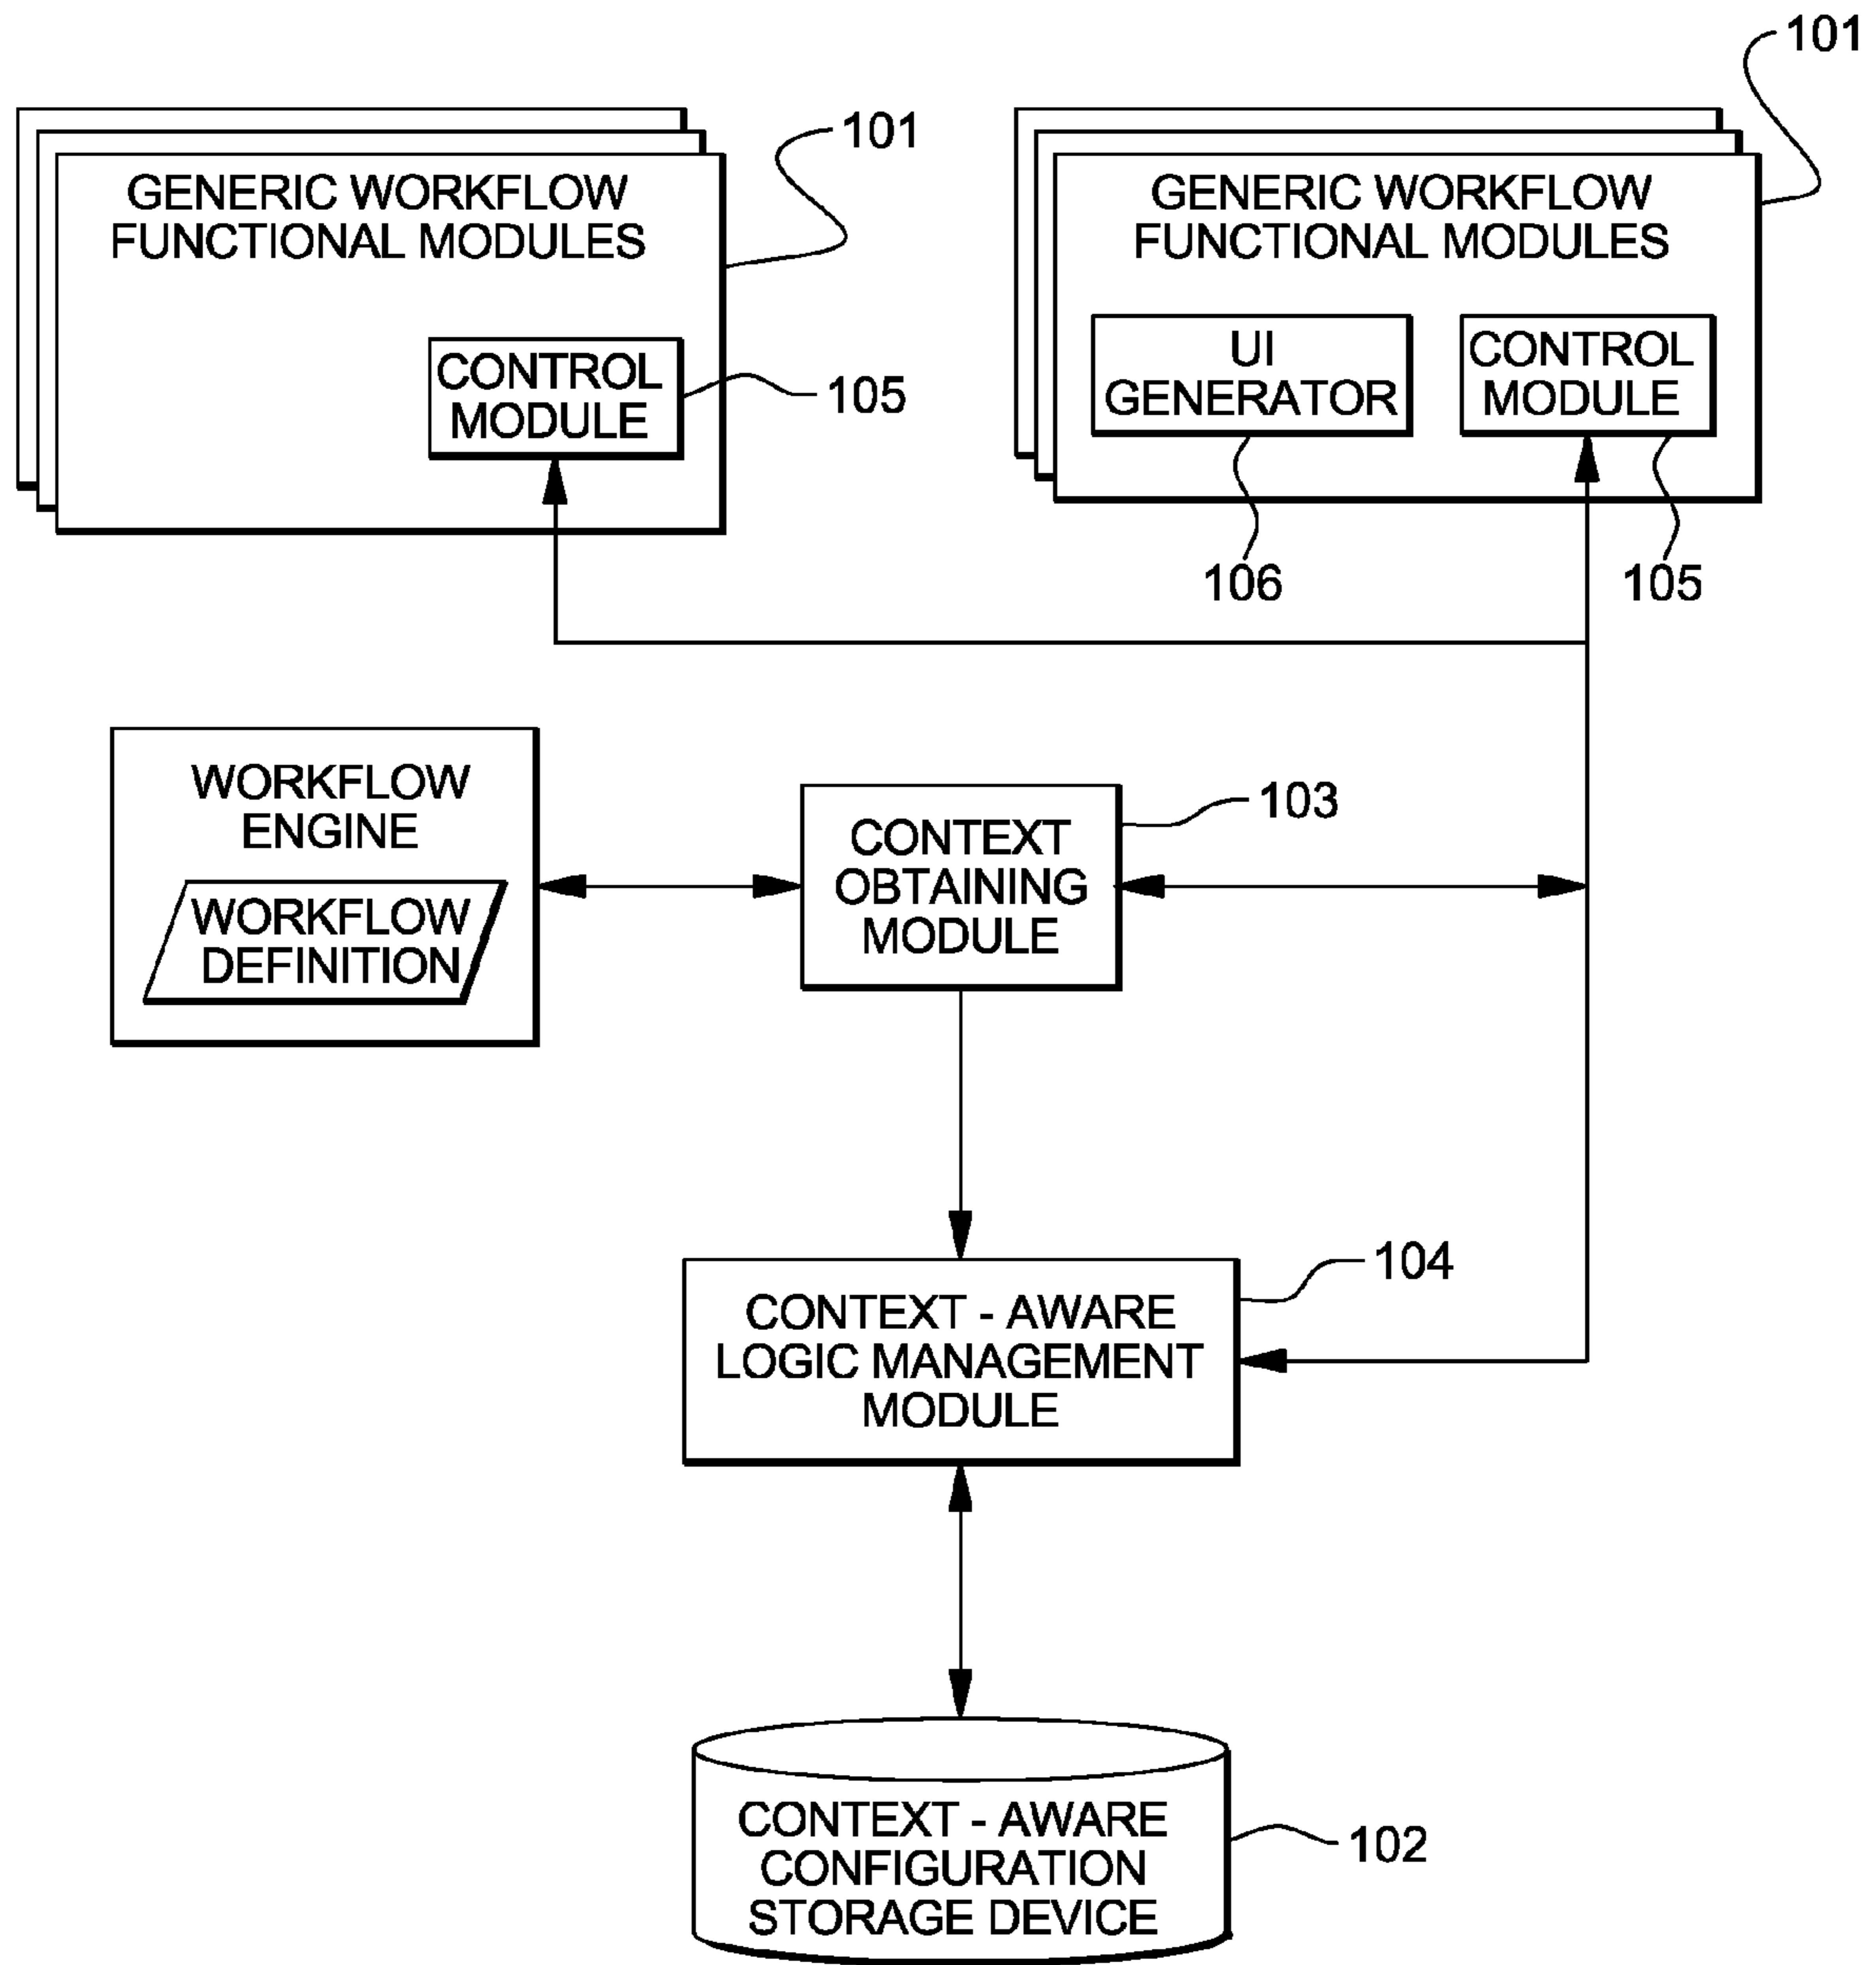 101
101
GENERIC WORKFLOW
FUNCTIONAL MODULES
CONTROL
MODULE
105
GENERIC WORKFLOW
FUNCTIONAL MODULES
UI
GENERATOR
CONTROL
MODULE
106
105
WORKFLOW
ENGINE
WORKFLOW
DEFINITION
CONTEXT
OBTAINING
MODULE
103
CONTEXT - AWARE
LOGIC MANAGEMENT
MODULE
104
CONTEXT - AWARE
CONFIGURATION
STORAGE DEVICE
102